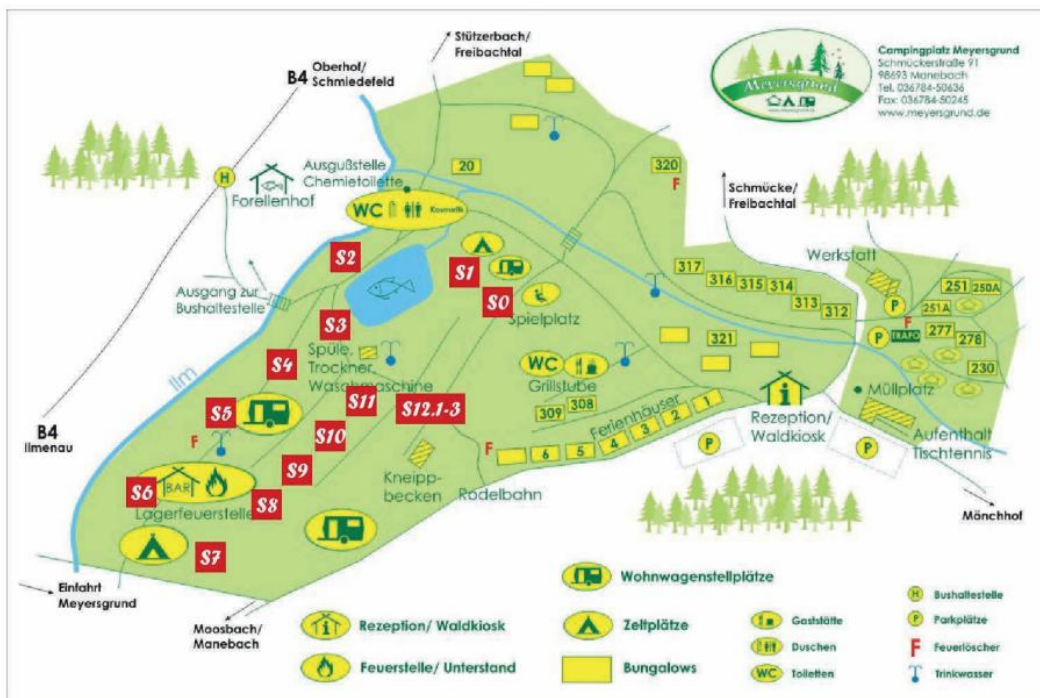 Stützerbach/
Freibachtal
B4 Oberhof/
Schmiedefeld
Meyersgrund
Campingplatz Meyersgrund
Schmückerstraße 91
98693 Manebach
Tel. 036784-50636
Fax: 036784-50245
www.meyersgrund.de
H
Forellenhof
Ausgußstelle
Chemietoilette
20
320
F
Schmücke/
Freibachtal
WC Kosmetik
S2
S1
S0
Spielplatz
317
316
315
314
313
312
Werkstatt
P
251
250A
251A
F
P
TRAFO
277
278
230
Ausgang zur
Bushaltestelle
S3
Spüle,
Trockner,
Waschmaschine
S4
Ilm
321
WC
Grillstube
Müllplatz
S5
S11
S12.1-3
309
308
Ferienhäuser
1
2
3
4
5
6
Rezeption/
Waldkiosk
P
P
Aufenthalt
Tischtennis
B4
Ilmenau
F
S10
S9
F
Kneipp-
becken
Rodelbahn
S6
BAR
S8
Lagerfeuerstelle
Mönchhof
S7
Einfahrt
Meyersgrund
Moosbach/
Manebach
Rezeption/ Waldkiosk
Feuerstelle/ Unterstand
Wohnwagenstellplätze
Zeltplätze
Bungalows
Gaststätte
Duschen
WC Toiletten
H Bushaltestelle
P Parkplätze
F Feuerlöscher
Trinkwasser